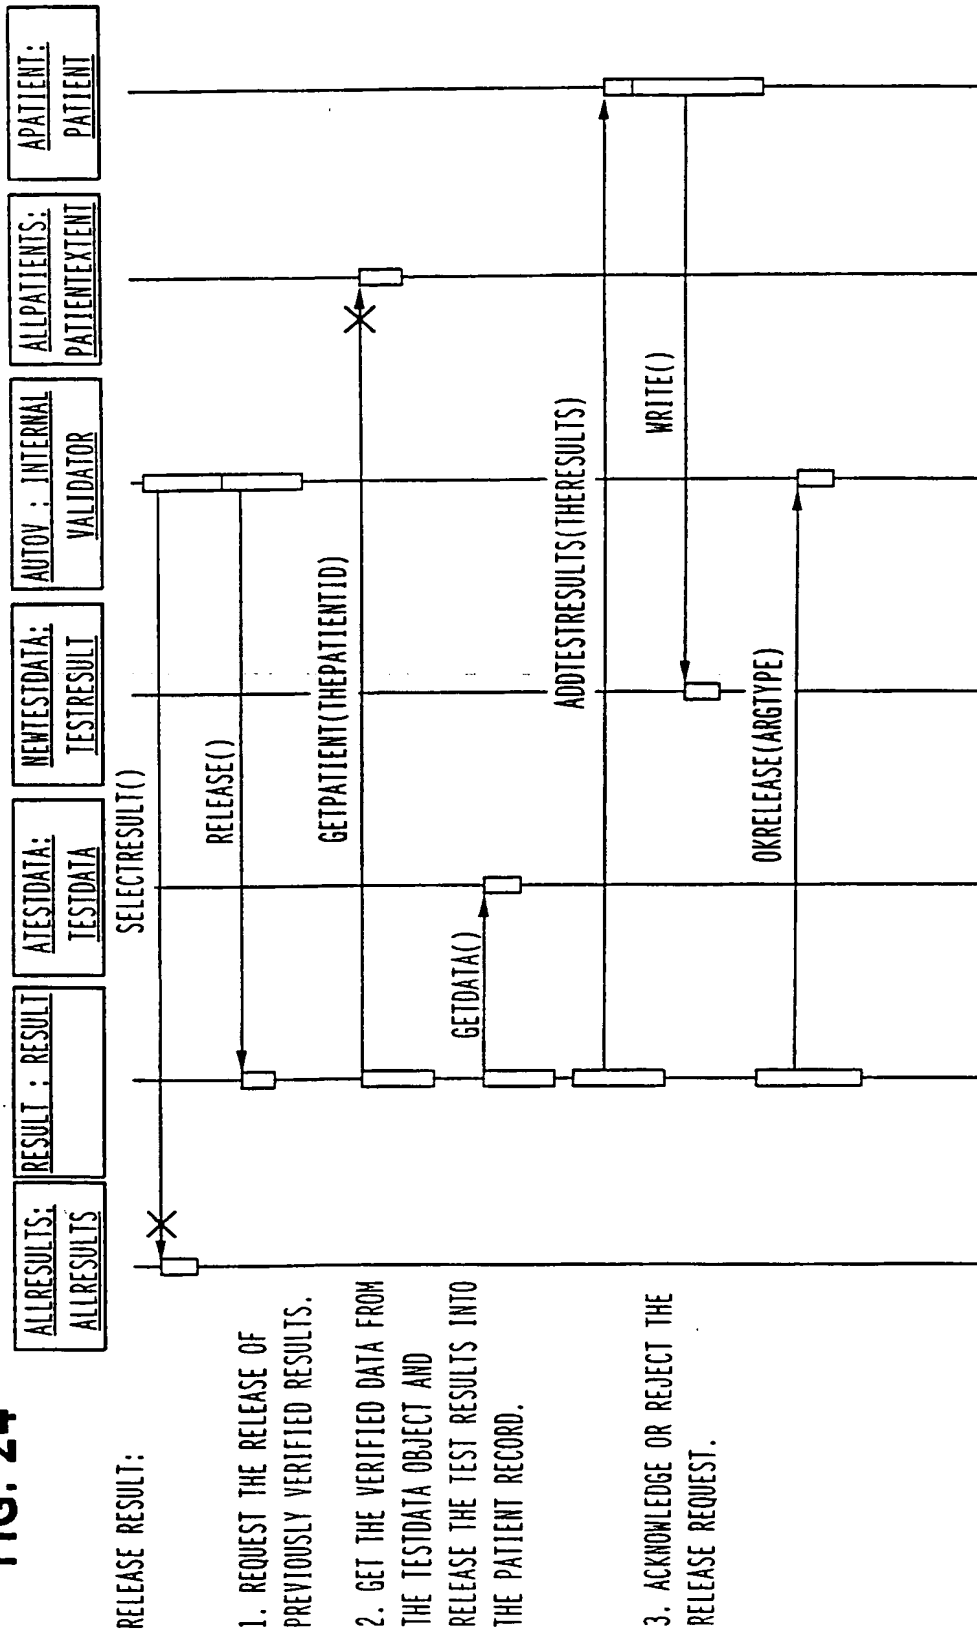 FIG. 24
RELEASE RESULT:
1. REQUEST THE RELEASE OF
PREVIOUSLY VERIFIED RESULTS.
2. GET THE VERIFIED DATA FROM
THE TESTDATA OBJECT AND
RELEASE THE TEST RESULTS INTO
THE PATIENT RECORD.
3. ACKNOWLEDGE OR REJECT THE
RELEASE REQUEST.
ALLRESULTS:
ALLRESULTS
RESULT : RESULT
ATESTDATA:
TESTDATA
NEWTESTDATA:
TESTRESULT
AUTOV : INTERNAL
VALIDATOR
ALLPATIENTS:
PATIENTEXTENT
APATIENT:
PATIENT
SELECTRESULT()
RELEASE()
GETPATIENT(THEPATIENTID)
GETDATA()
ADDTESTRESULTS(THERESULTS)
WRITE()
OKRELEASE(ARGTYPE)